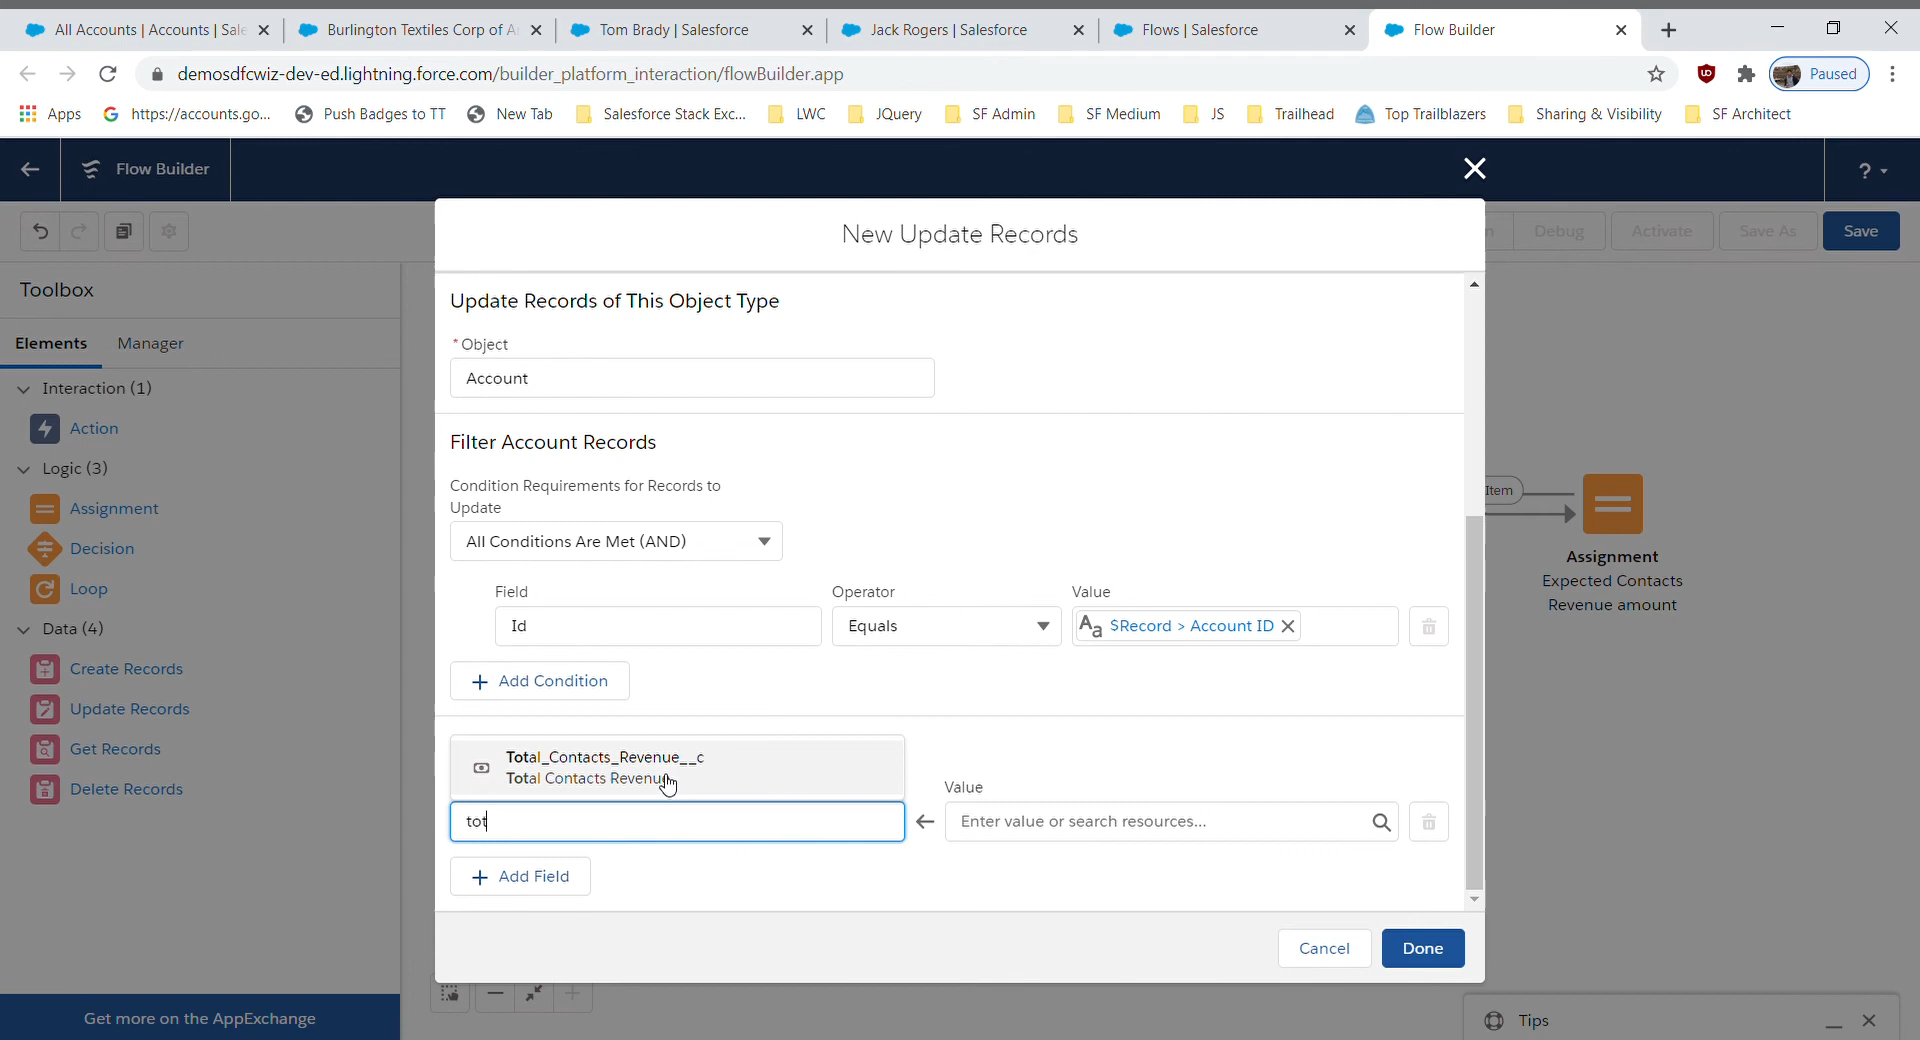 All Accounts | Accounts | Sale
Burlington Textiles Corp of A
Tom Brady | Salesforce
Jack Rogers | Salesforce
Flows | Salesforce
Flow Builder
demosdfcwiz-dev-ed.lightning.force.com/builder_platform_interaction/flowBuilder.app
Paused
Apps
https://accounts.go...
Push Badges to TT
New Tab
Salesforce Stack Exc...
LWC
JQuery
SF Admin
SF Medium
JS
Trailhead
Top Trailblazers
Sharing & Visibility
SF Architect
Flow Builder
?
New Update Records
Debug
Activate
Save As
Save
Toolbox
Elements
Manager
Interaction (1)
Action
Logic (3)
Assignment
Decision
Loop
Data (4)
Create Records
Update Records
Get Records
Delete Records
Get more on the AppExchange
Update Records of This Object Type
* Object
Account
Filter Account Records
Condition Requirements for Records to
Update
All Conditions Are Met (AND)
Field
Operator
Value
Id
Equals
Aa $Record > Account ID
+ Add Condition
Total_Contacts_Revenue__c
Total Contacts Revenue
Value
tot
Enter value or search resources...
+ Add Field
Cancel
Done
Item
Assignment
Expected Contacts
Revenue amount
Tips